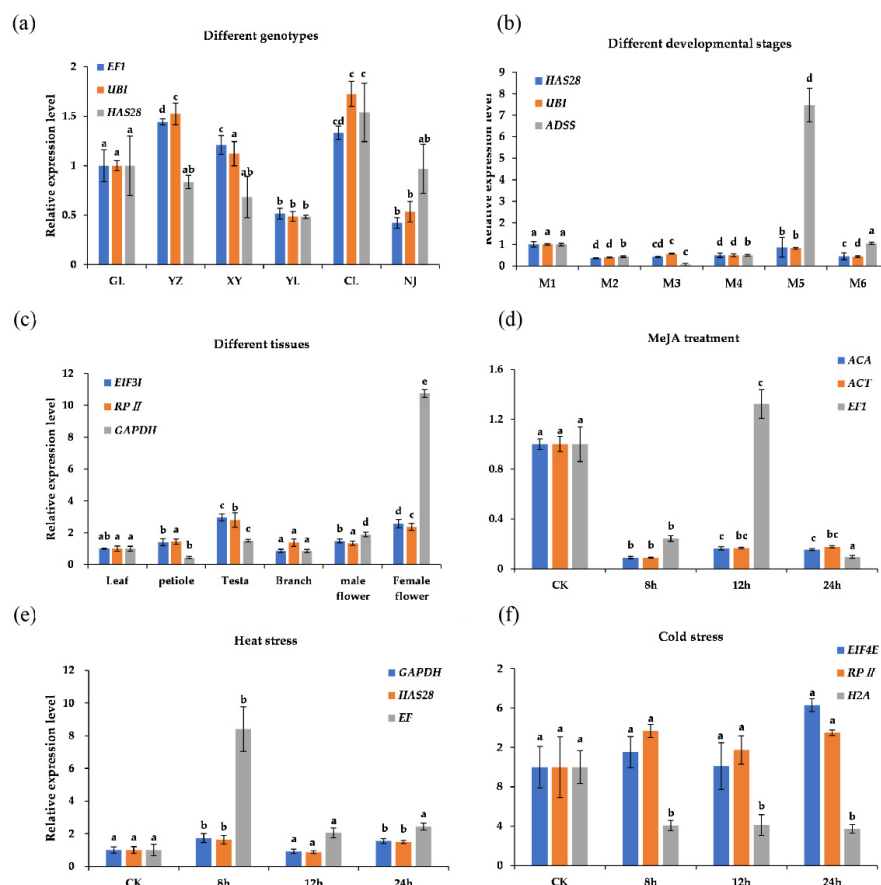 (a)
Different genotypes
Relative expression level
2
1.5
1
0.5
0
EF1
UBI
HAS28
a a a
d c ab
c a ab
b b b
cd c c
b b ab
GL YZ XY YL CL NJ
(b)
Different developmental stages
Relative expression level
9
8
7
6
5
4
3
2
1
0
HAS28
UBI
ADSS
a a a
d d b
cd c c
d d b
b b d
c d a
M1 M2 M3 M4 M5 M6
(c)
Different tissues
Relative expression level
12
10
8
6
4
2
0
EIF3I
RP II
GAPDH
ab a a
b a b
c b c
a a a
b a d
d c e
Leaf petiole Testa Branch male flower Female flower
(d)
MeJA treatment
1.6
1.2
0.8
0.4
0
ACA
ACT
EF1
a a a
b b b
c bc c
c bc a
CK 8h 12h 24h
(e)
Heat stress
Relative expression level
12
10
8
6
4
2
0
GAPDH
HAS28
EF
a a a
b b b
a a a
b b a
CK 8h 12h 24h
(f)
Cold stress
2
6
2
8
4
0
EIF4E
RP II
H2A
a a a
a a b
a a b
a a b
CK 8h 12h 24h